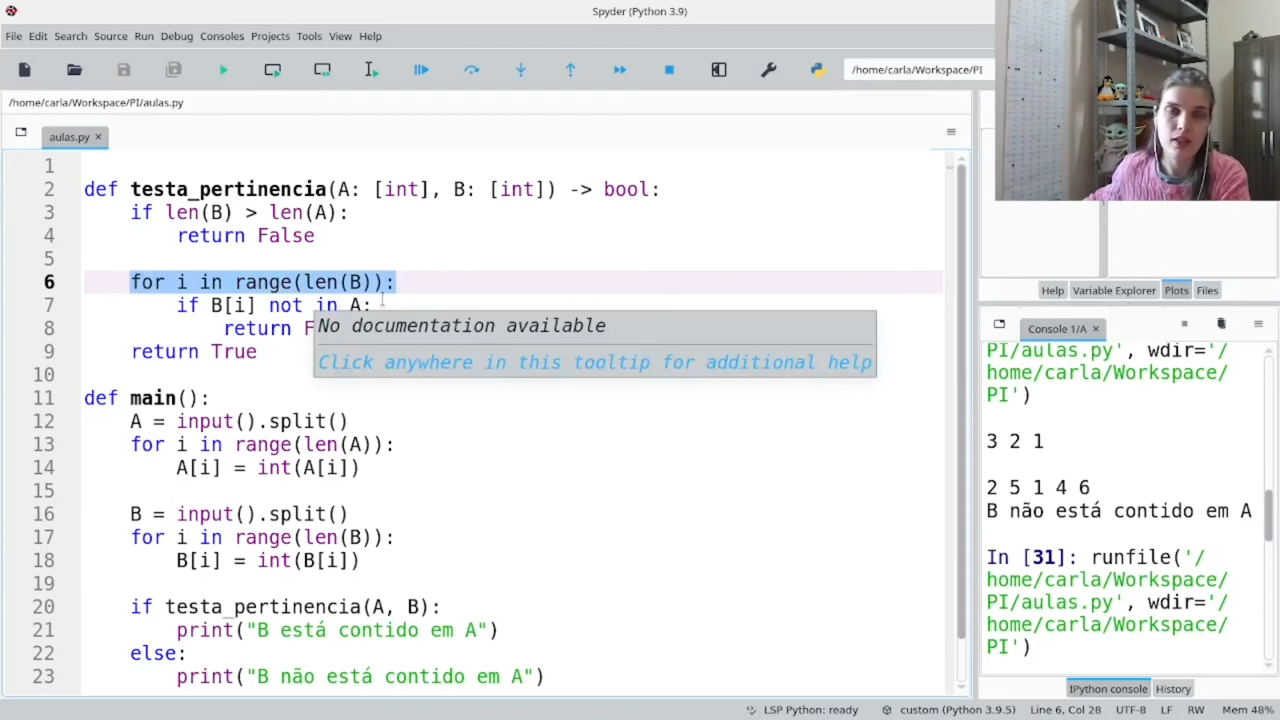 Spyder (Python 3.9)
File Edit Search Source Run Debug Consoles Projects Tools View Help
/home/carla/Workspace/PI
/home/carla/Workspace/PI/aulas.py
aulas.py
1
2 def testa_pertinencia(A: [int], B: [int]) -> bool:
3 if len(B) > len(A):
4 return False
5
6 for i in range(len(B)):
7 if B[i] not in A:
8 return F
9 return True
No documentation available
Click anywhere in this tooltip for additional help
10
11 def main():
12 A = input().split()
13 for i in range(len(A)):
14 A[i] = int(A[i])
15
16 B = input().split()
17 for i in range(len(B)):
18 B[i] = int(B[i])
19
20 if testa_pertinencia(A, B):
21 print("B está contido em A")
22 else:
23 print("B não está contido em A")
Help Variable Explorer Plots Files
Console 1/A
PI/aulas.py', wdir='/
home/carla/Workspace/
PI')
3 2 1
2 5 1 4 6
B não está contido em A
In [31]: runfile('/
home/carla/Workspace/
PI/aulas.py', wdir='/
home/carla/Workspace/
PI')
IPython console History
LSP Python: ready custom (Python 3.9.5) Line 6, Col 28 UTF-8 LF RW Mem 48%